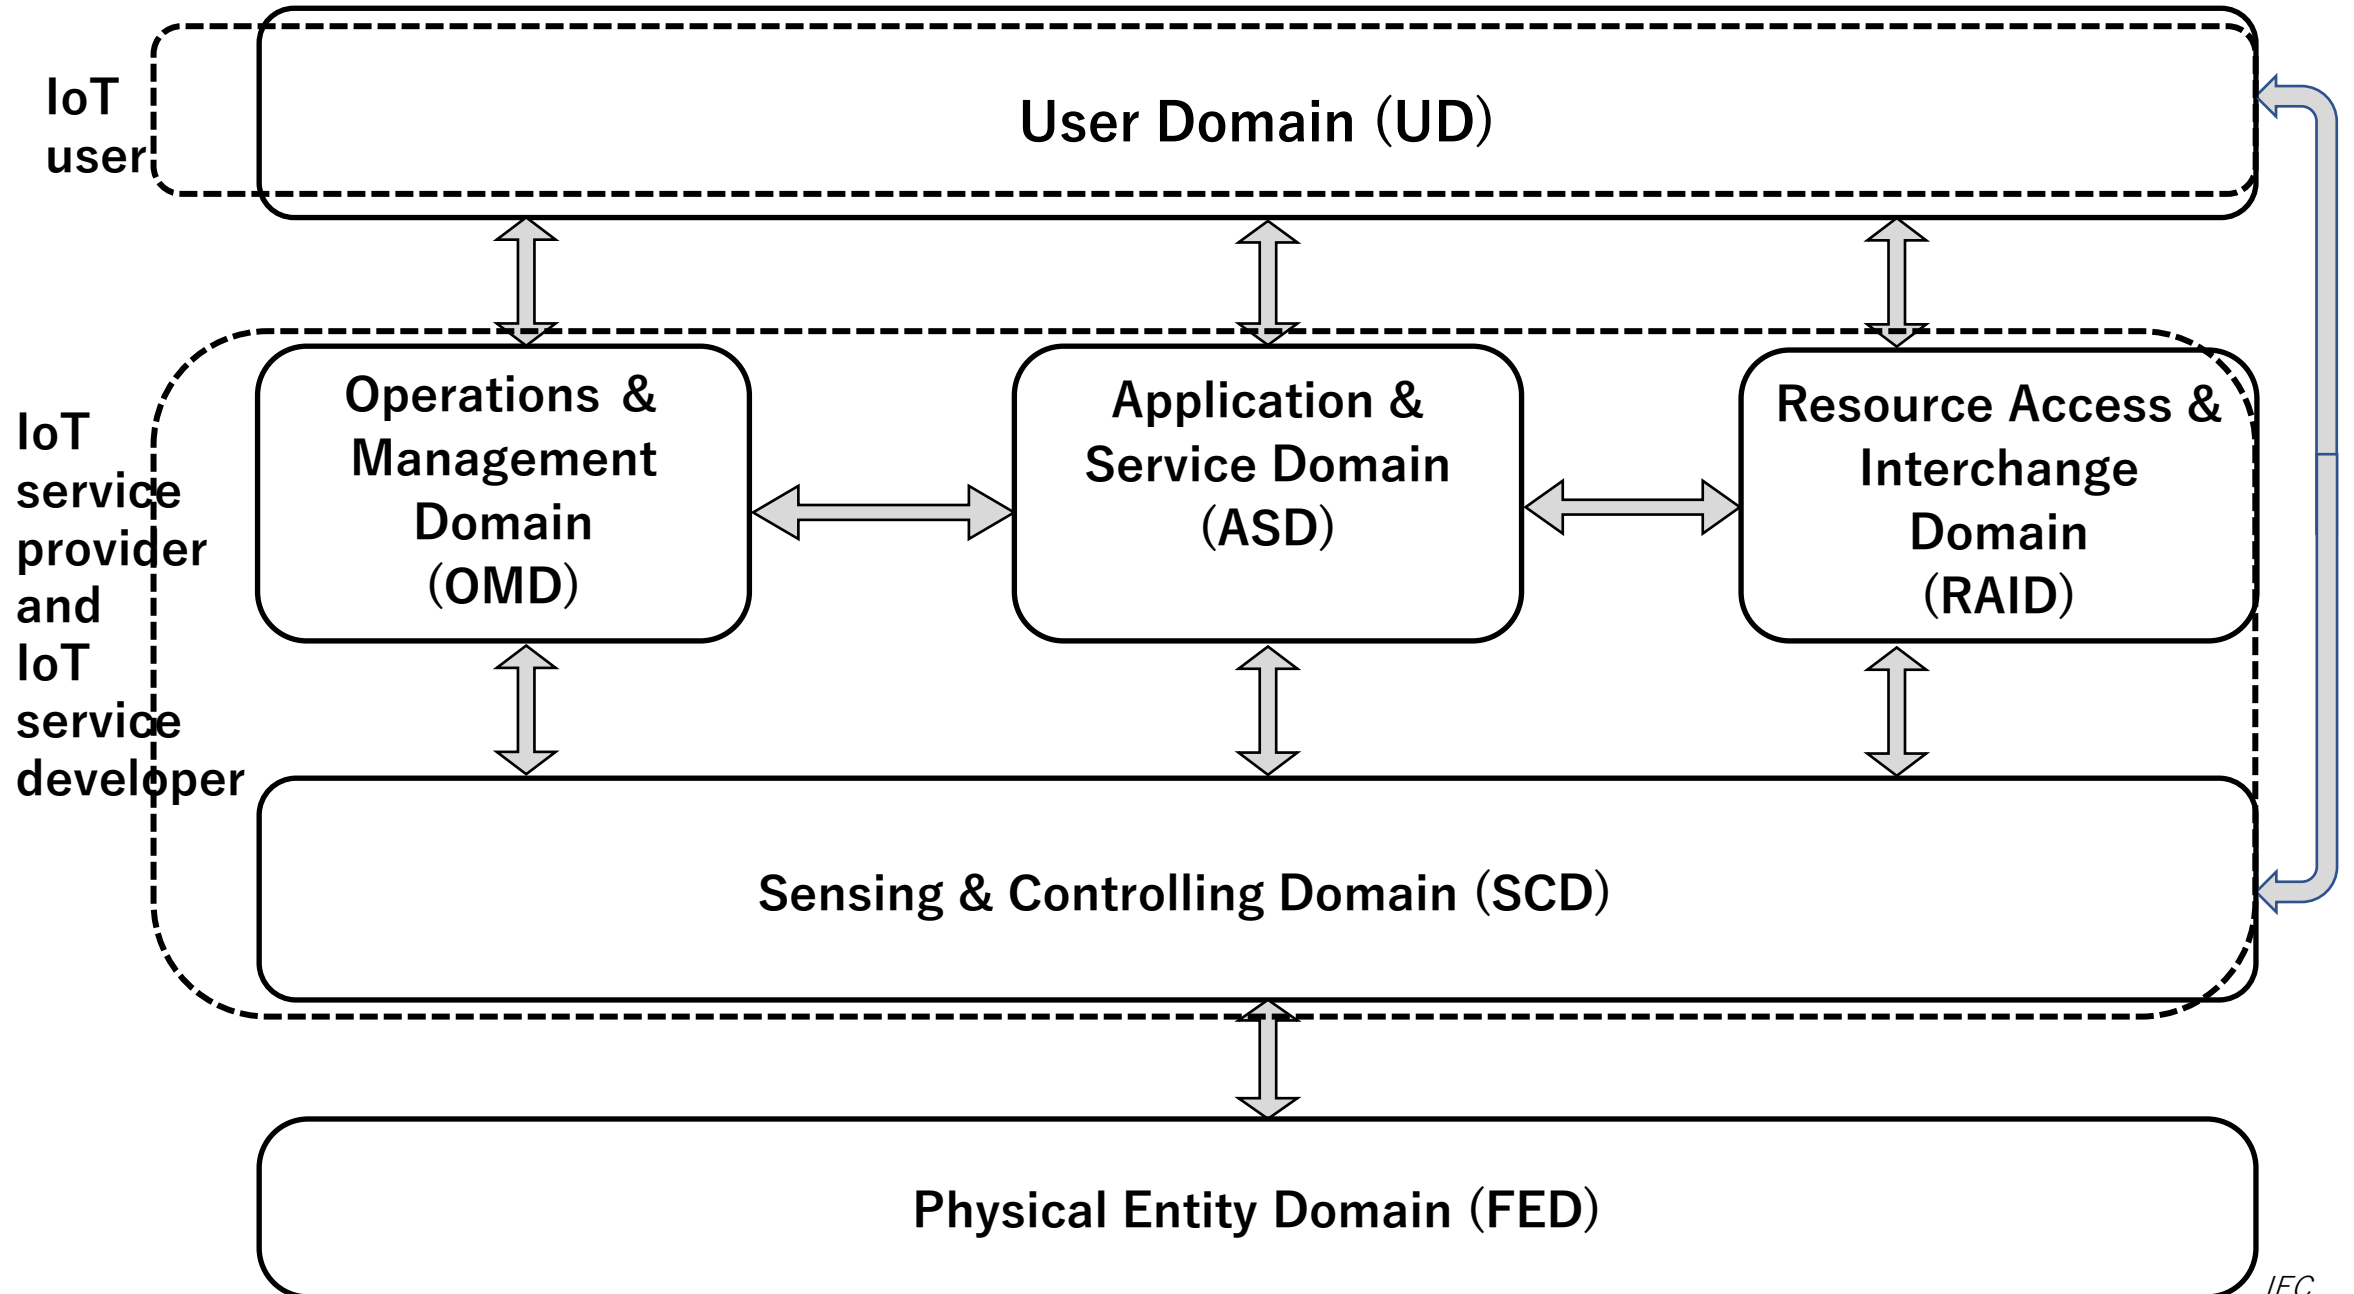 IoT
user
User Domain (UD)
IoT
service
provider
and
IoT
service
developer
Operations &
Management
Domain
(OMD)
Application &
Service Domain
(ASD)
Resource Access &
Interchange
Domain
(RAID)
Sensing & Controlling Domain (SCD)
Physical Entity Domain (FED)
IEC